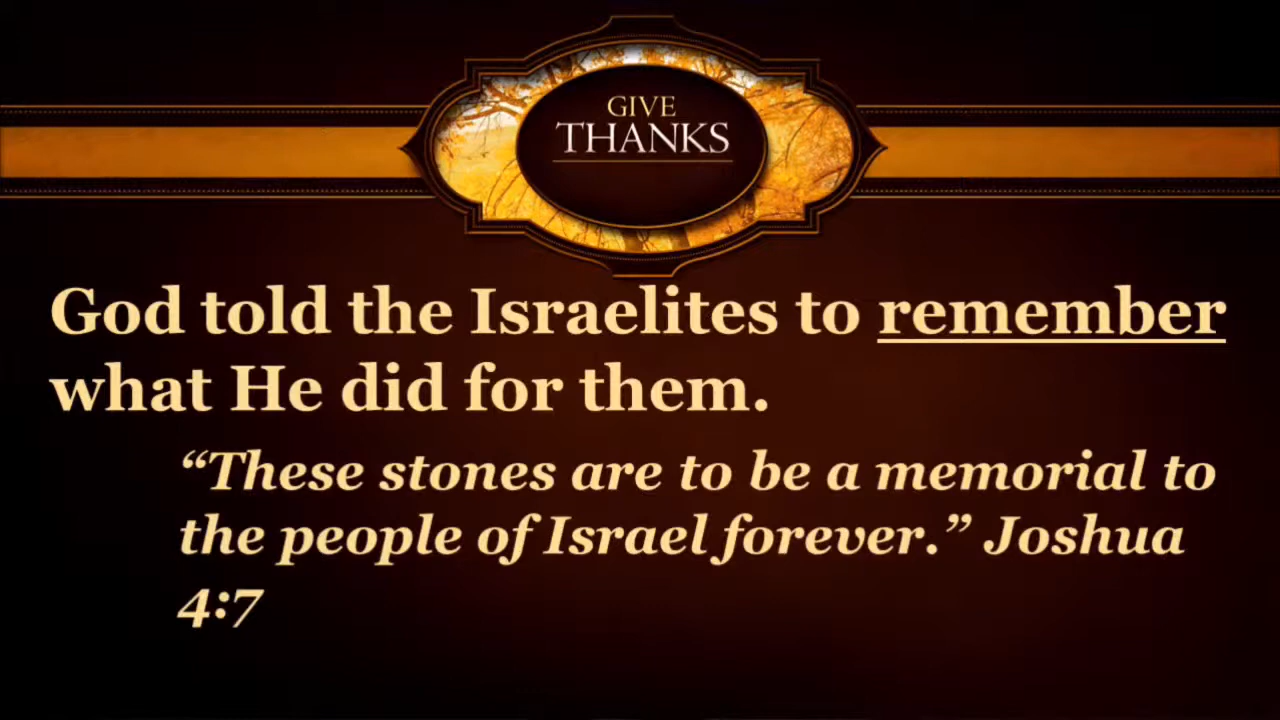 GIVE
THANKS
God told the Israelites to remember
what He did for them.
“These stones are to be a memorial to
the people of Israel forever.” Joshua
4:7